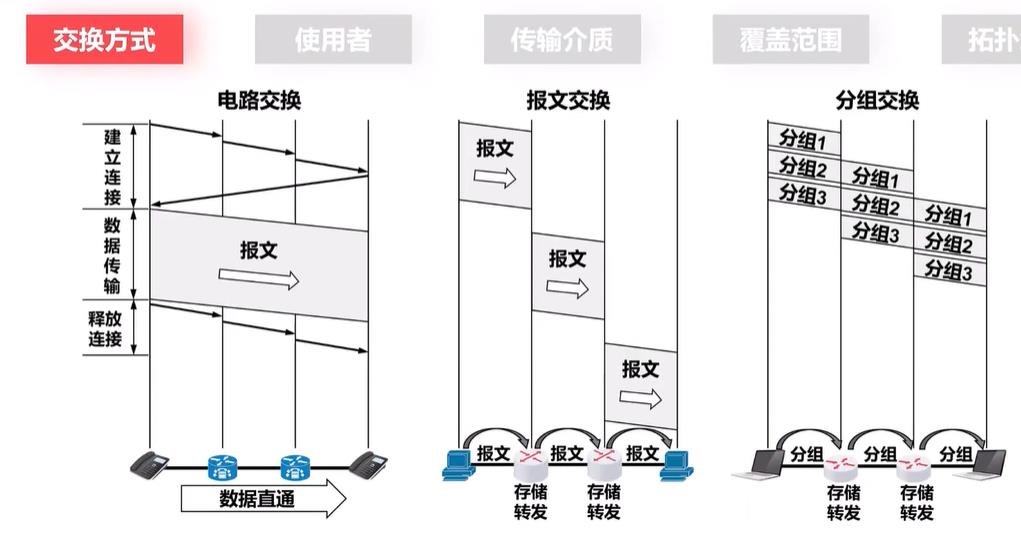 交换方式
使用者
传输介质
覆盖范围
拓扑
电路交换
建立连接
数据传输
释放
连接
报文
数据直通
报文交换
报文
报文
报文
报文
报文
报文
存储
转发
存储
转发
分组交换
分组1
分组2
分组3
分组1
分组2
分组3
分组1
分组2
分组3
分组
分组
分组
存储
转发
存储
转发